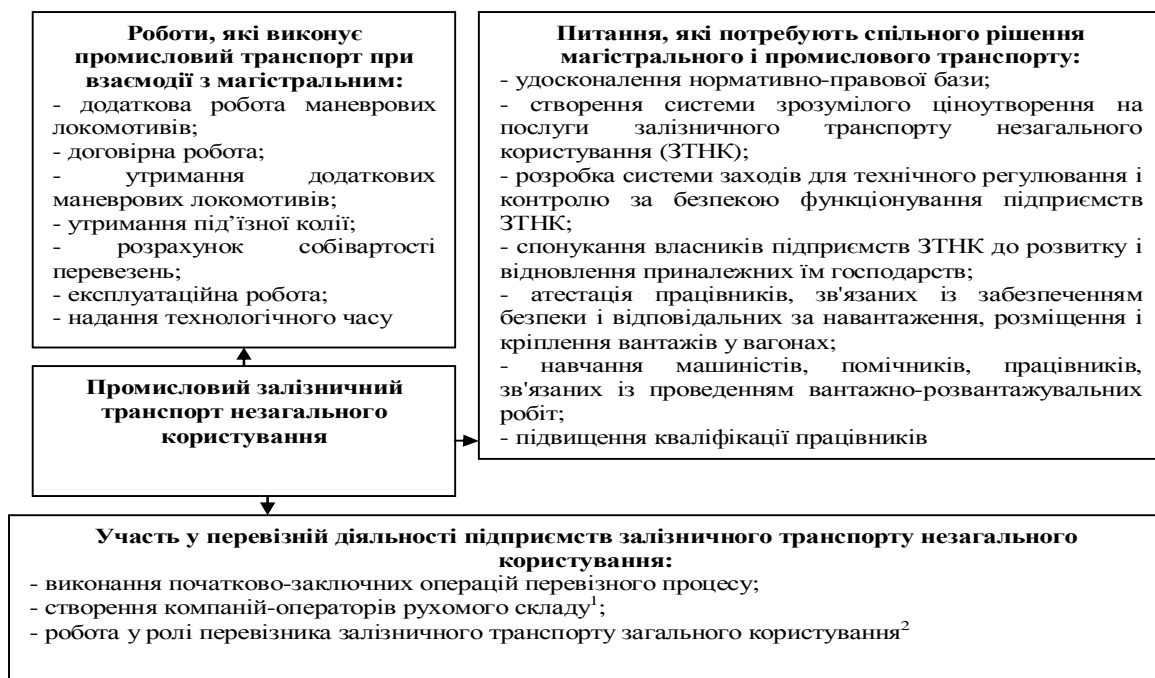 Роботи, які виконує
промисловий транспорт при
взаємодії з магістральним:
- додаткова робота маневрових
локомотивів;
- договірна робота;
- утримання додаткових
маневрових локомотивів;
- утримання під’їзної колії;
- розрахунок собівартості
перевезень;
- експлуатаційна робота;
- надання технологічного часу
Питання, які потребують спільного рішення
магістрального і промислового транспорту:
- удосконалення нормативно-правової бази;
- створення системи зрозумілого ціноутворення на
послуги залізничного транспорту незагального
користування (ЗТНК);
- розробка системи заходів для технічного регулювання і
контролю за безпекою функціонування підприємств
ЗТНК;
- спонукання власників підприємств ЗТНК до розвитку і
відновлення приналежних їм господарств;
- атестація працівників, зв'язаних із забезпеченням
безпеки і відповідальних за навантаження, розміщення і
кріплення вантажів у вагонах;
- навчання машиністів, помічників, працівників,
зв'язаних із проведенням вантажно-розвантажувальних
робіт;
- підвищення кваліфікації працівників
Промисловий залізничний
транспорт незагального
користування
Участь у перевізній діяльності підприємств залізничного транспорту незагального
користування:
- виконання початково-заключних операцій перевізного процесу;
- створення компаній-операторів рухомого складу¹;
- робота у ролі перевізника залізничного транспорту загального користування²